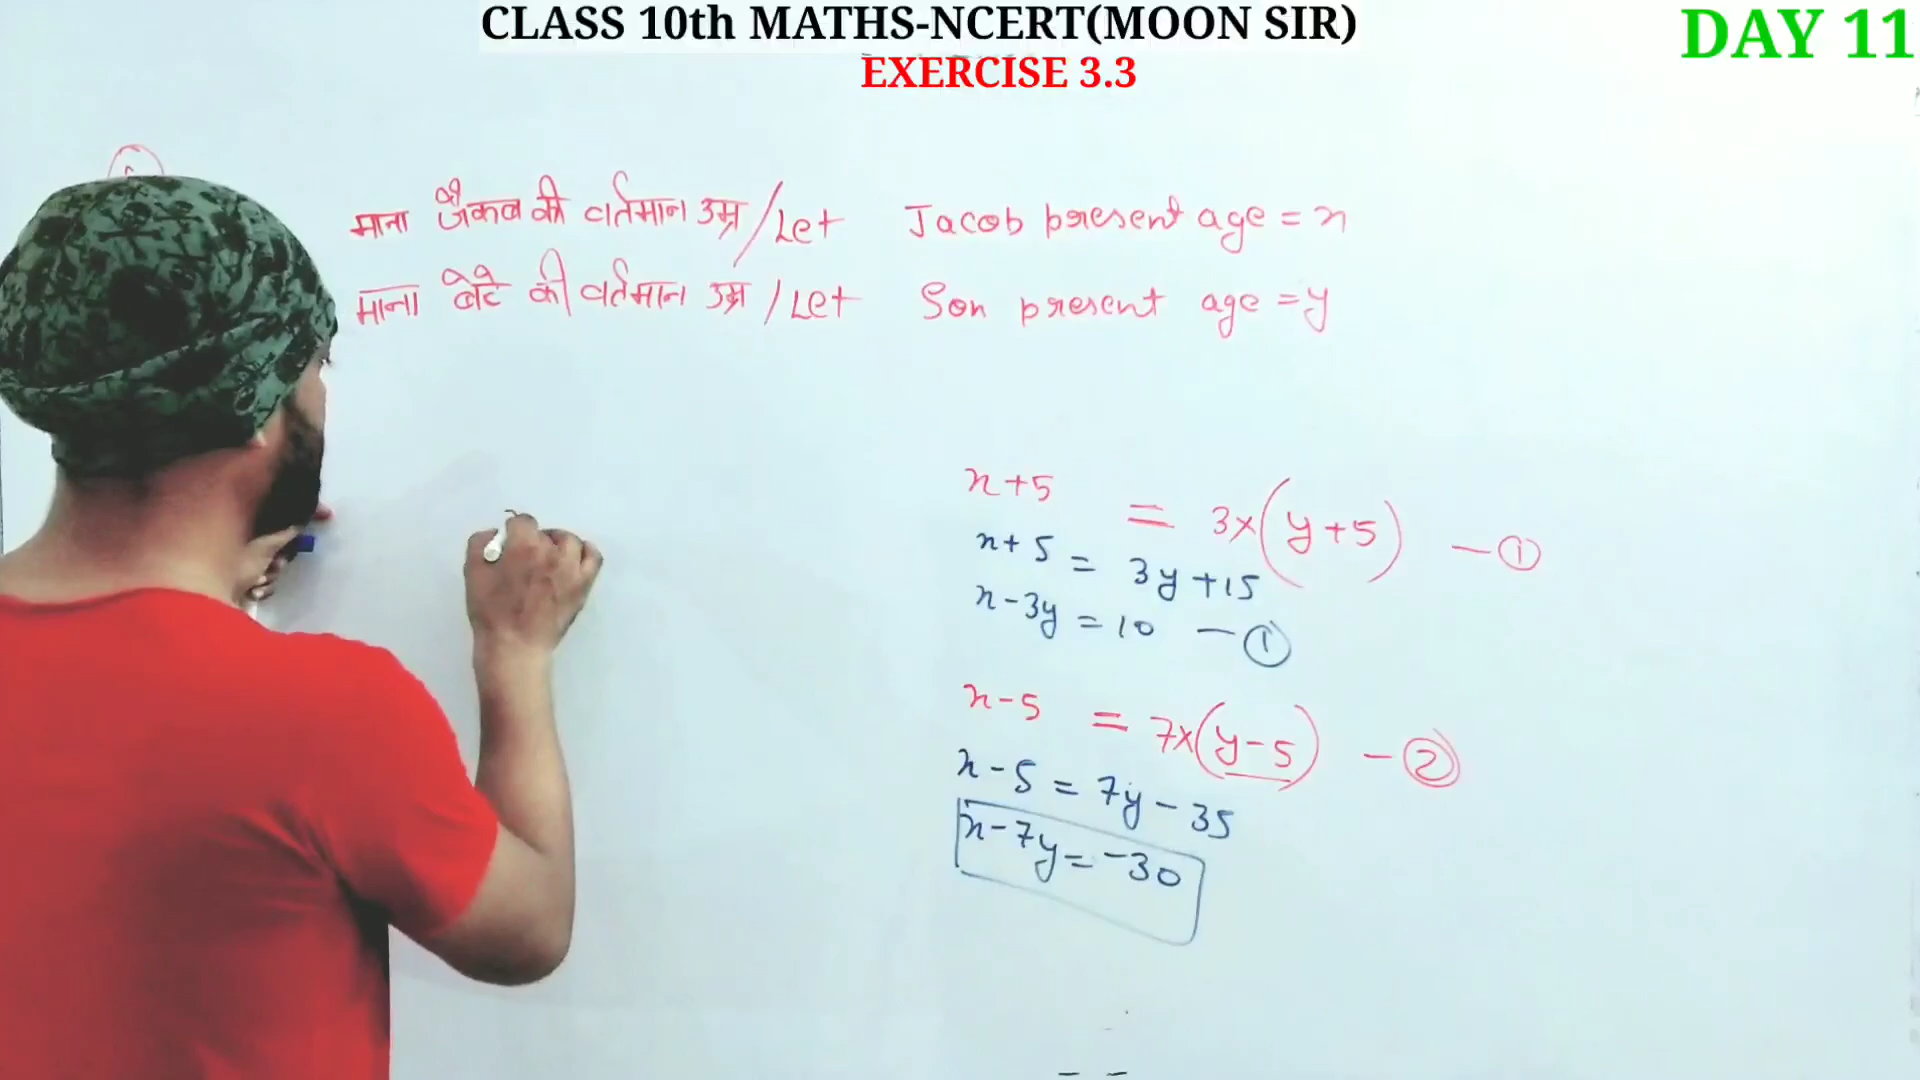 CLASS 10th MATHS-NCERT(MOON SIR)
DAY 11
EXERCISE 3.3
माना जैकब की वर्तमान उम्र / Let Jacob present age = x
माना बेटे की वर्तमान उम्र / Let Son present age = y
x+5 = 3×(y+5) — ①
x+5 = 3y+15
x-3y = 10 — ①
x-5 = 7×(y-5) - ②
x-5 = 7y-35
x-7y = -30